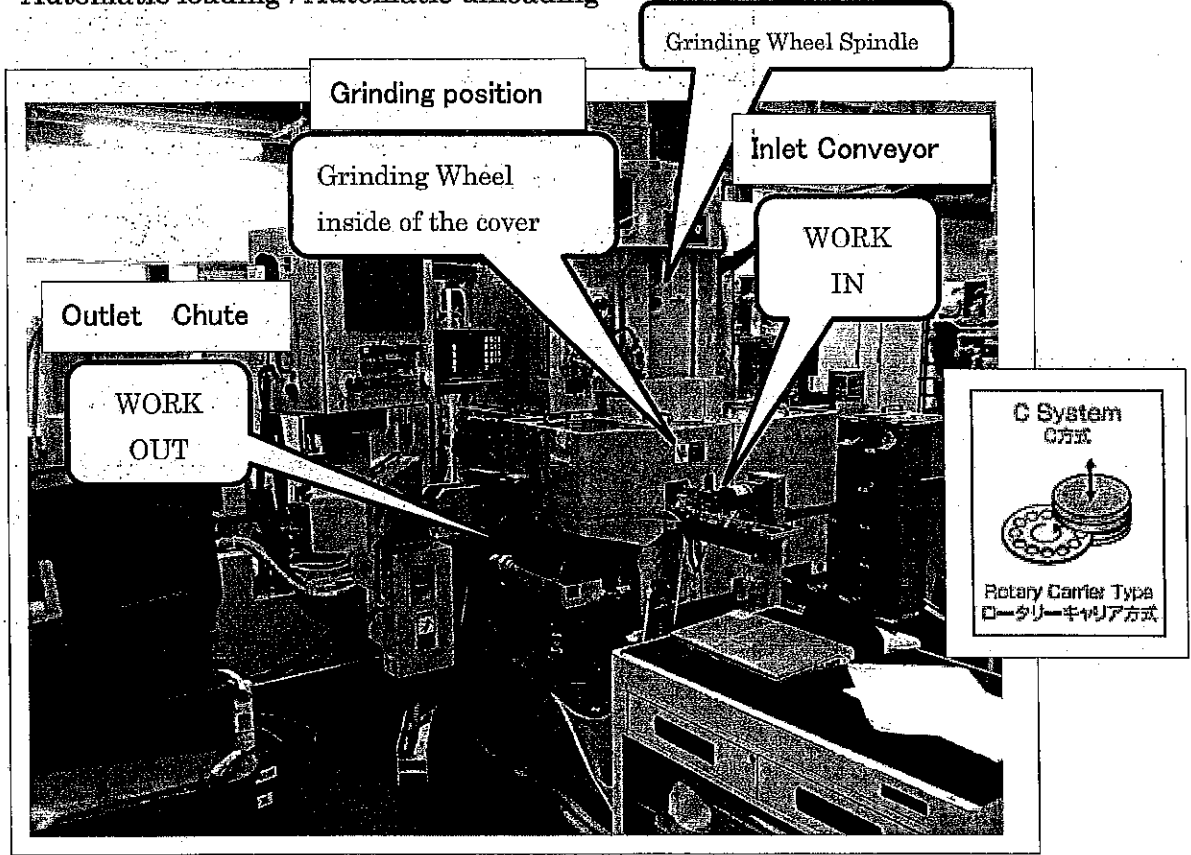 Automatic loading / Automatic unloading
Grinding Wheel Spindle
Grinding position
Grinding Wheel
inside of the cover
Inlet Conveyor
WORK
IN
Outlet Chute
WORK
OUT
C System
C方式
Rotary Carrier Type
ロータリーキャリア方式